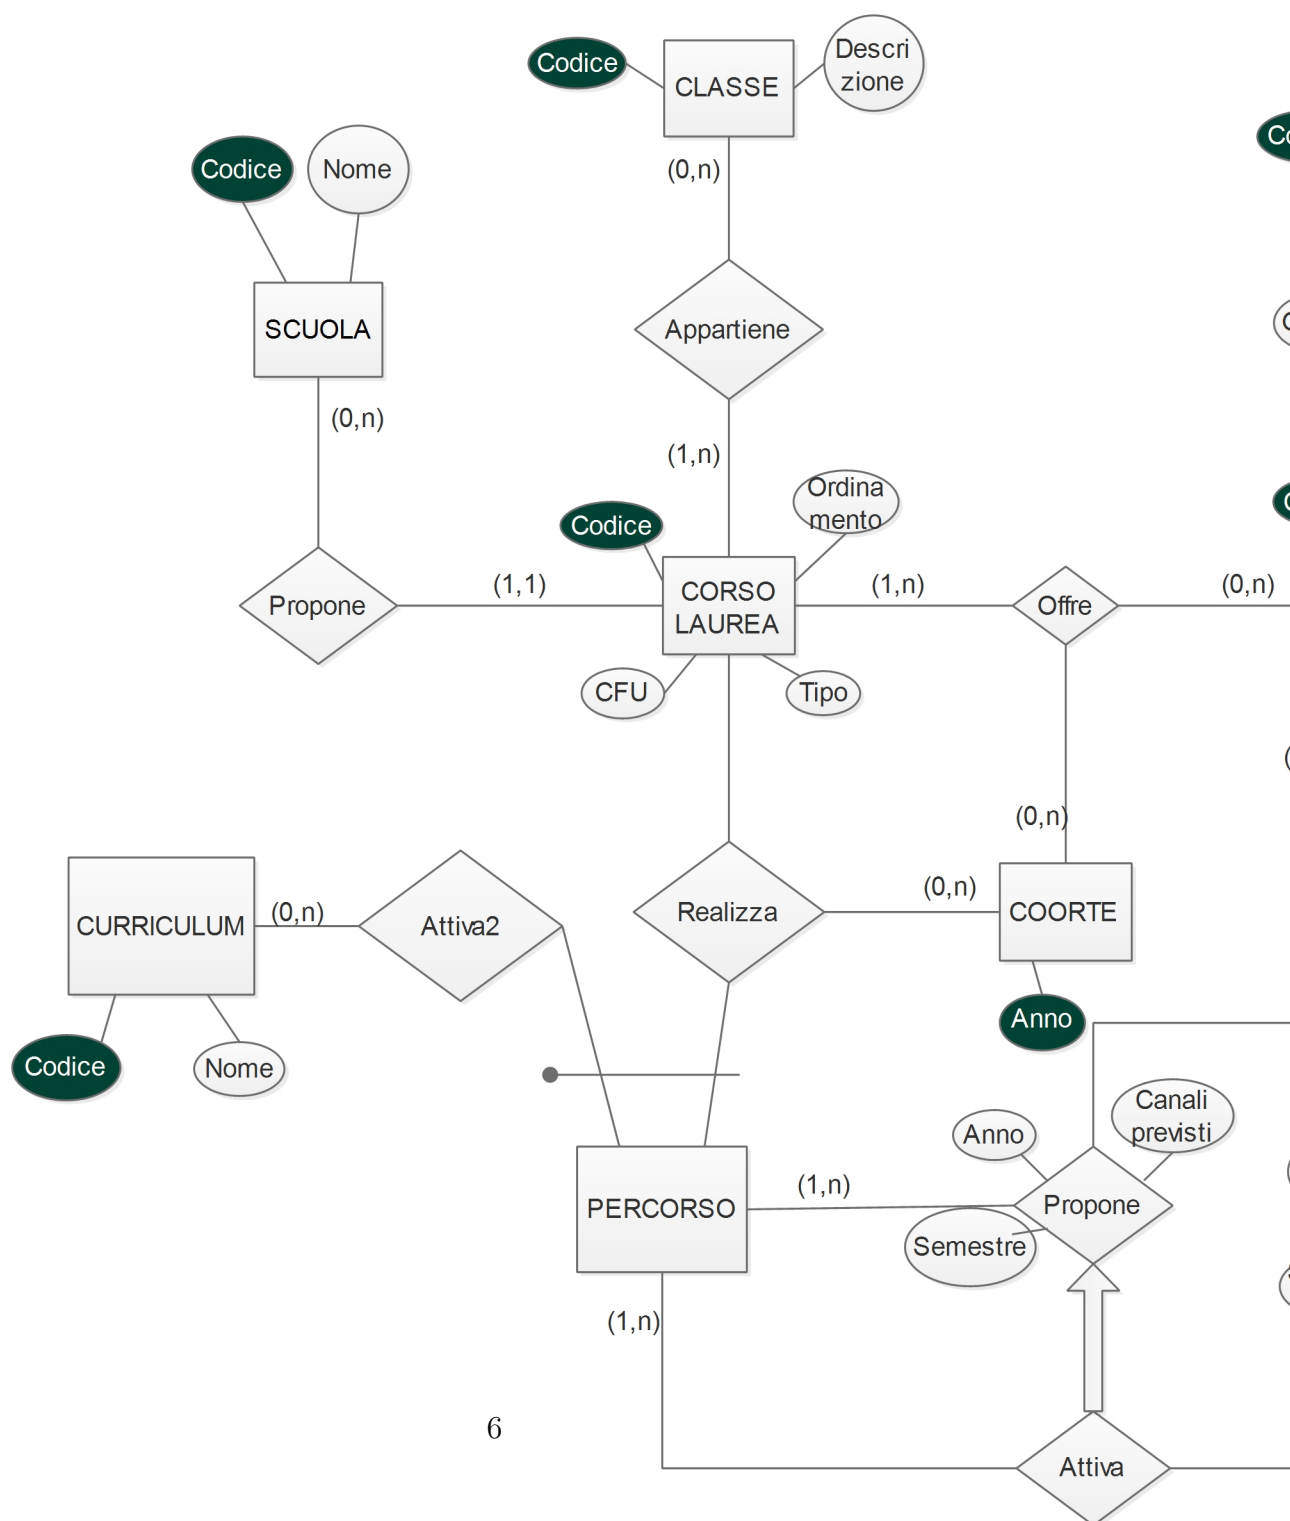 Descri
zione
Codice
CLASSE
(0,n)
Codice
Nome
SCUOLA
Appartiene
(0,n)
(1,n)
Ordina
mento
Codice
(1,1)
CORSO
LAUREA
(1,n)
(0,n)
Propone
Offre
CFU
Tipo
(0,n)
(0,n)
CURRICULUM
(0,n)
Attiva2
Realizza
COORTE
Anno
Codice
Nome
Canali
previsti
Anno
(1,n)
PERCORSO
Propone
Semestre
(1,n)
6
Attiva